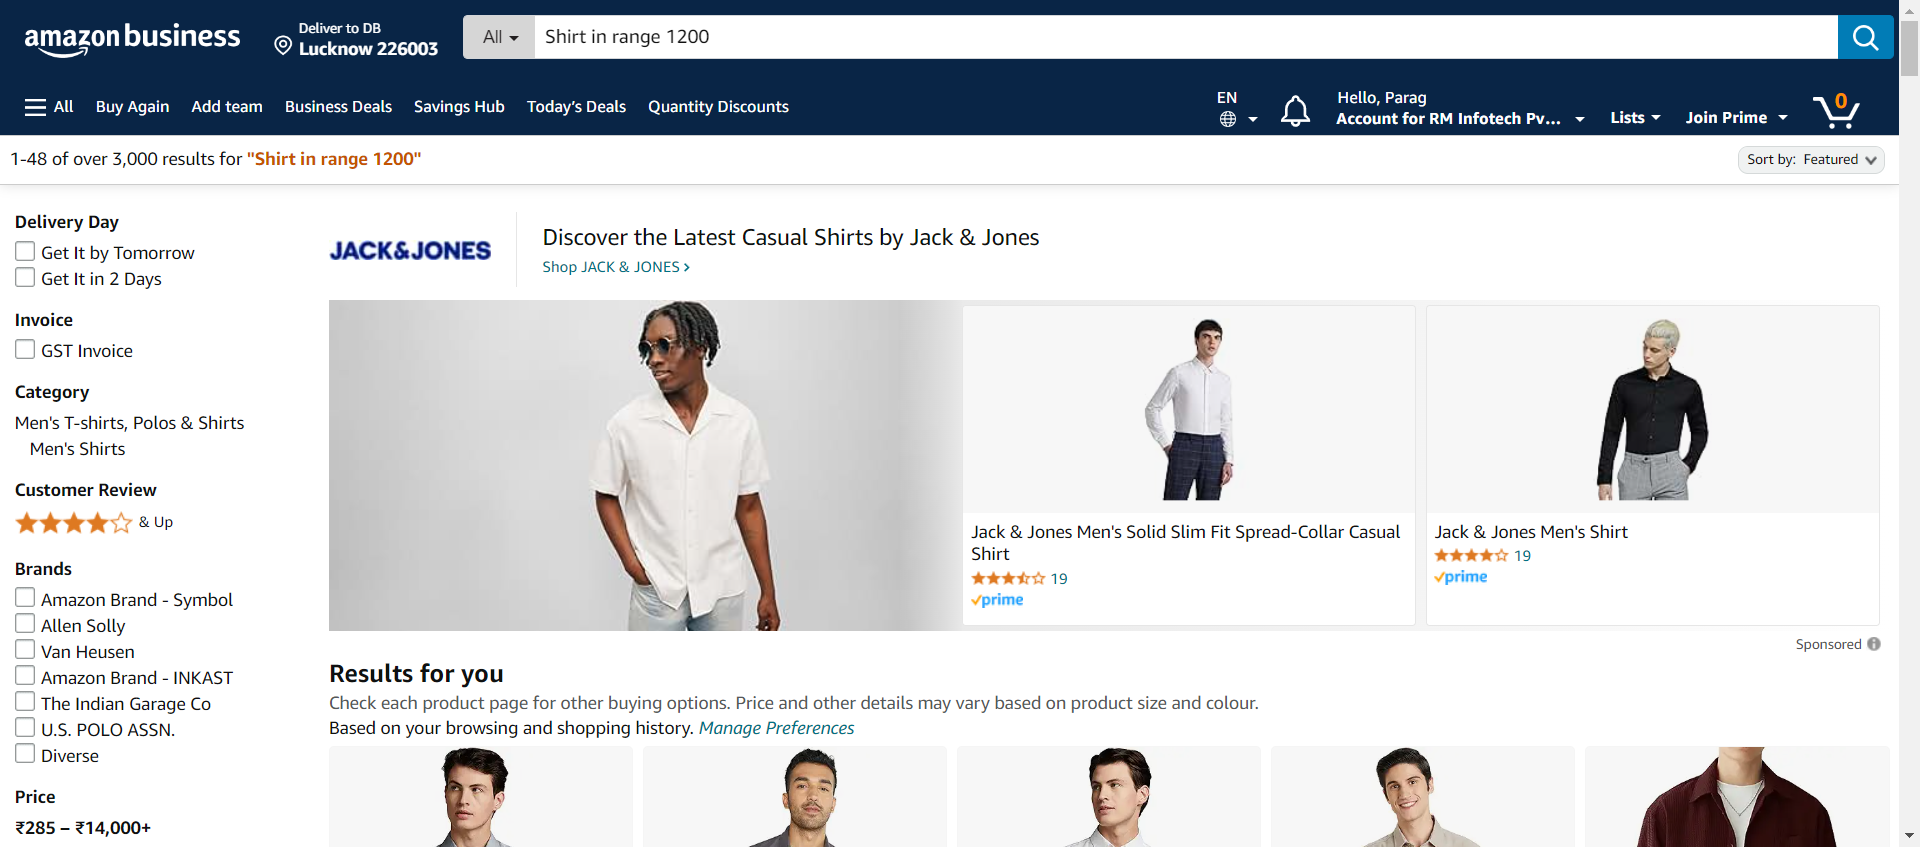 amazon business
Deliver to DB
Lucknow 226003
All
Shirt in range 1200
All
Buy Again
Add team
Business Deals
Savings Hub
Today's Deals
Quantity Discounts
EN
Hello, Parag
Account for RM Infotech Pv...
Lists
Join Prime
0
1-48 of over 3,000 results for "Shirt in range 1200"
Sort by: Featured
Delivery Day
Get It by Tomorrow
Get It in 2 Days
Invoice
GST Invoice
Category
Men's T-shirts, Polos & Shirts
Men's Shirts
Customer Review
& Up
Brands
Amazon Brand - Symbol
Allen Solly
Van Heusen
Amazon Brand - INKAST
The Indian Garage Co
U.S. POLO ASSN.
Diverse
Price
₹285 – ₹14,000+
JACK&JONES
Discover the Latest Casual Shirts by Jack & Jones
Shop JACK & JONES ›
Jack & Jones Men's Solid Slim Fit Spread-Collar Casual
Shirt
19
prime
Jack & Jones Men's Shirt
19
prime
Sponsored
Results for you
Check each product page for other buying options. Price and other details may vary based on product size and colour.
Based on your browsing and shopping history. Manage Preferences